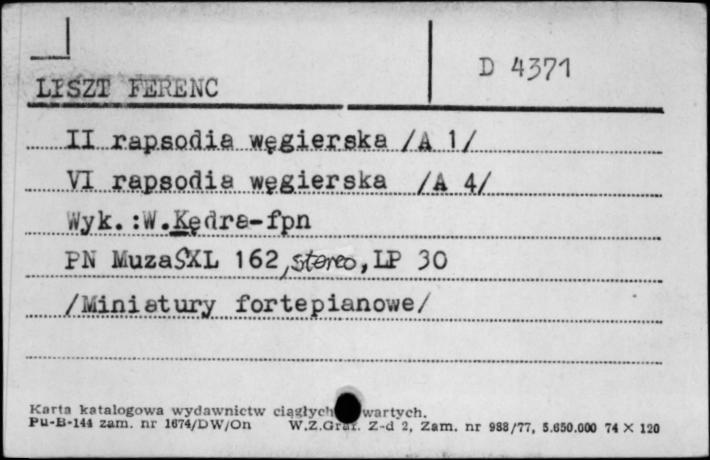 D 4371
LISZT FERENC
II rapsodia węgierska /A 1/
VI rapsodia węgierska /A 4/
Wyk.:W.Kędra-fpn
PN MuzaSXL 162, stereo, LP 30
/Miniatury fortepianowe/
Karta katalogowa wydawnictw ciągłych wartych.
Pu-B-144 zam. nr 1674/DW/On W.Z.Graf. Z-d 2, Zam. nr 988/77, 5.650.000 74 X 120